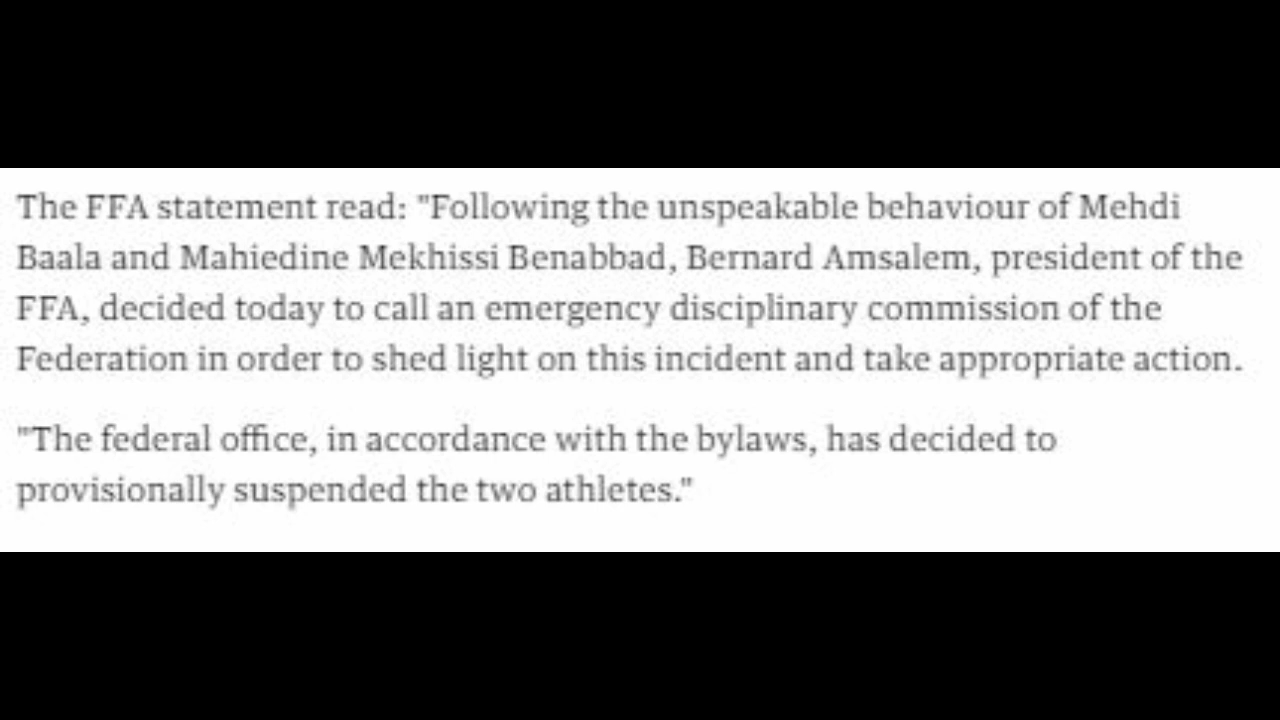 The FFA statement read: "Following the unspeakable behaviour of Mehdi
Baala and Mahiedine Mekhissi Benabbad, Bernard Amsalem, president of the
FFA, decided today to call an emergency disciplinary commission of the
Federation in order to shed light on this incident and take appropriate action.
"The federal office, in accordance with the bylaws, has decided to
provisionally suspended the two athletes."